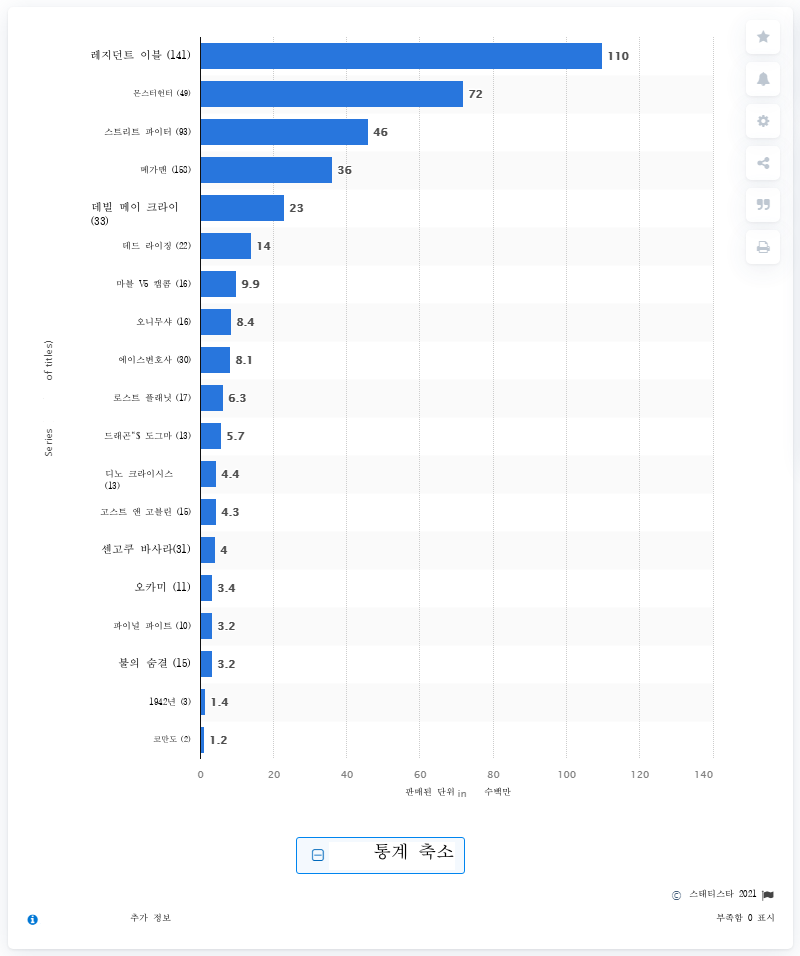 레지던트 이블 (141)
110
몬스터헌터 (49)
72
스트리트 파이터 (93)
46
메가맨 (153)
36
데빌 메이 크라이
(33)
23
데드 라이징 (22)
14
마블 VS 캡콤 (16)
9.9
오니무샤 (16)
8.4
에이스변호사 (30)
8.1
로스트 플래닛 (17)
6.3
드래곤"S 도그마 (13)
5.7
디노 크라이시스
(13)
4.4
고스트 앤 고블린 (15)
4.3
센고쿠 바사라(31)
4
오카미 (11)
3.4
파이널 파이트 (10)
3.2
불의 숨결 (15)
3.2
1942년 (3)
1.4
코만도 (2)
1.2
Series of titles)
0 20 40 60 80 100 120 140
판매된 단위 in 수백만
통계 축소
© 스태티스타 2021
추가 정보
부족함 0 표시